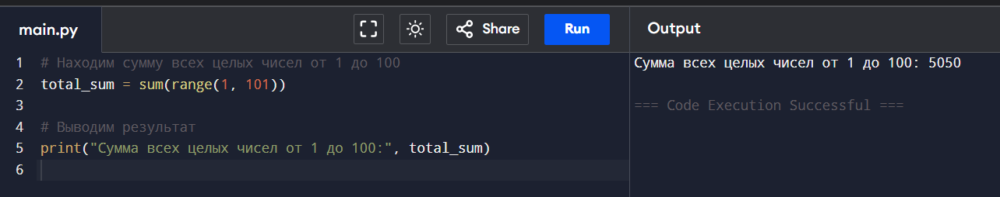 main.py
Share
Run
Output
1 # Находим сумму всех целых чисел от 1 до 100
2 total_sum = sum(range(1, 101))
3
4 # Выводим результат
5 print("Сумма всех целых чисел от 1 до 100:", total_sum)
6
Сумма всех целых чисел от 1 до 100: 5050
=== Code Execution Successful ===